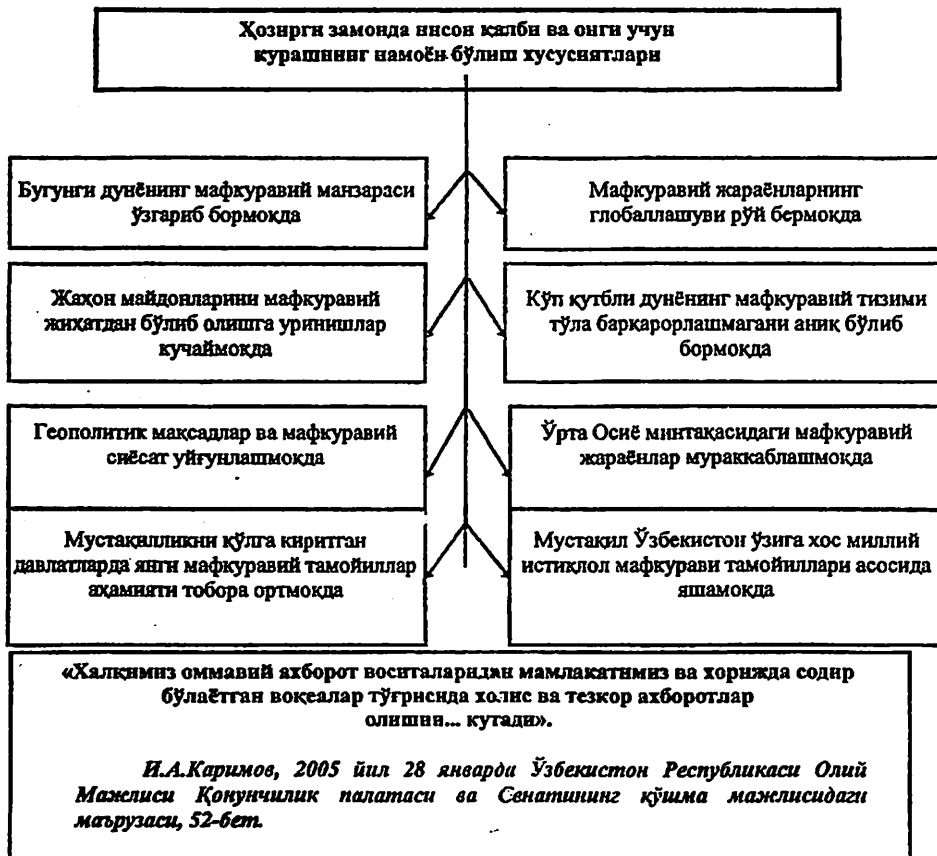 Ҳозирги замонда инсон қалби ва онги учун
курашнинг намоён бўлиш хусусиятлари
Бугунги дунёнинг мафкуравий манзараси
ўзгариб бормоқда
Мафкуравий жараёнларнинг
глобаллашуви рўй бермоқда
Жаҳон майдонларини мафкуравий
жиҳатдан бўлиб олишга уринишлар
кучаймоқда
Кўп қутбли дунёнинг мафкуравий тизими
тўла барқарорлашмагани аниқ бўлиб
бормоқда
Геополитик мақсадлар ва мафкуравий
сиёсат уйғунлашмоқда
Ўрта Осиё минтақасидаги мафкуравий
жараёнлар мураккаблашмоқда
Мустақилликни қўлга киритган
давлатларда янги мафкуравий тамойиллар
аҳамияти тобора ортмоқда
Мустақил Ўзбекистон ўзига хос миллий
истиқлол мафкурави тамойиллари асосида
яшамоқда
«Халқимиз оммавий ахборот воситаларидан мамлакатимиз ва хорижда содир
бўлаётган воқеалар тўғрисида холис ва тезкор ахборотлар
олишни... кутади».
И.А.Каримов, 2005 йил 28 январда Ўзбекистон Республикаси Олий
Мажлиси Қонунчилик палатаси ва Сенатининг қўшма мажлисидаги
маърузаси, 52-бет.